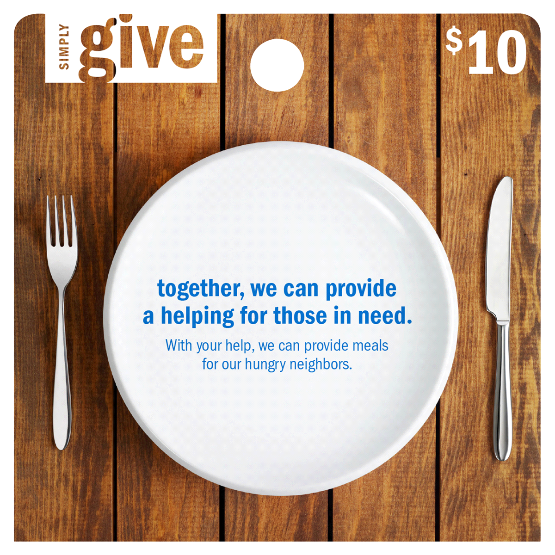 SIMPLY
give
$10
together, we can provide
a helping for those in need.
With your help, we can provide meals
for our hungry neighbors.